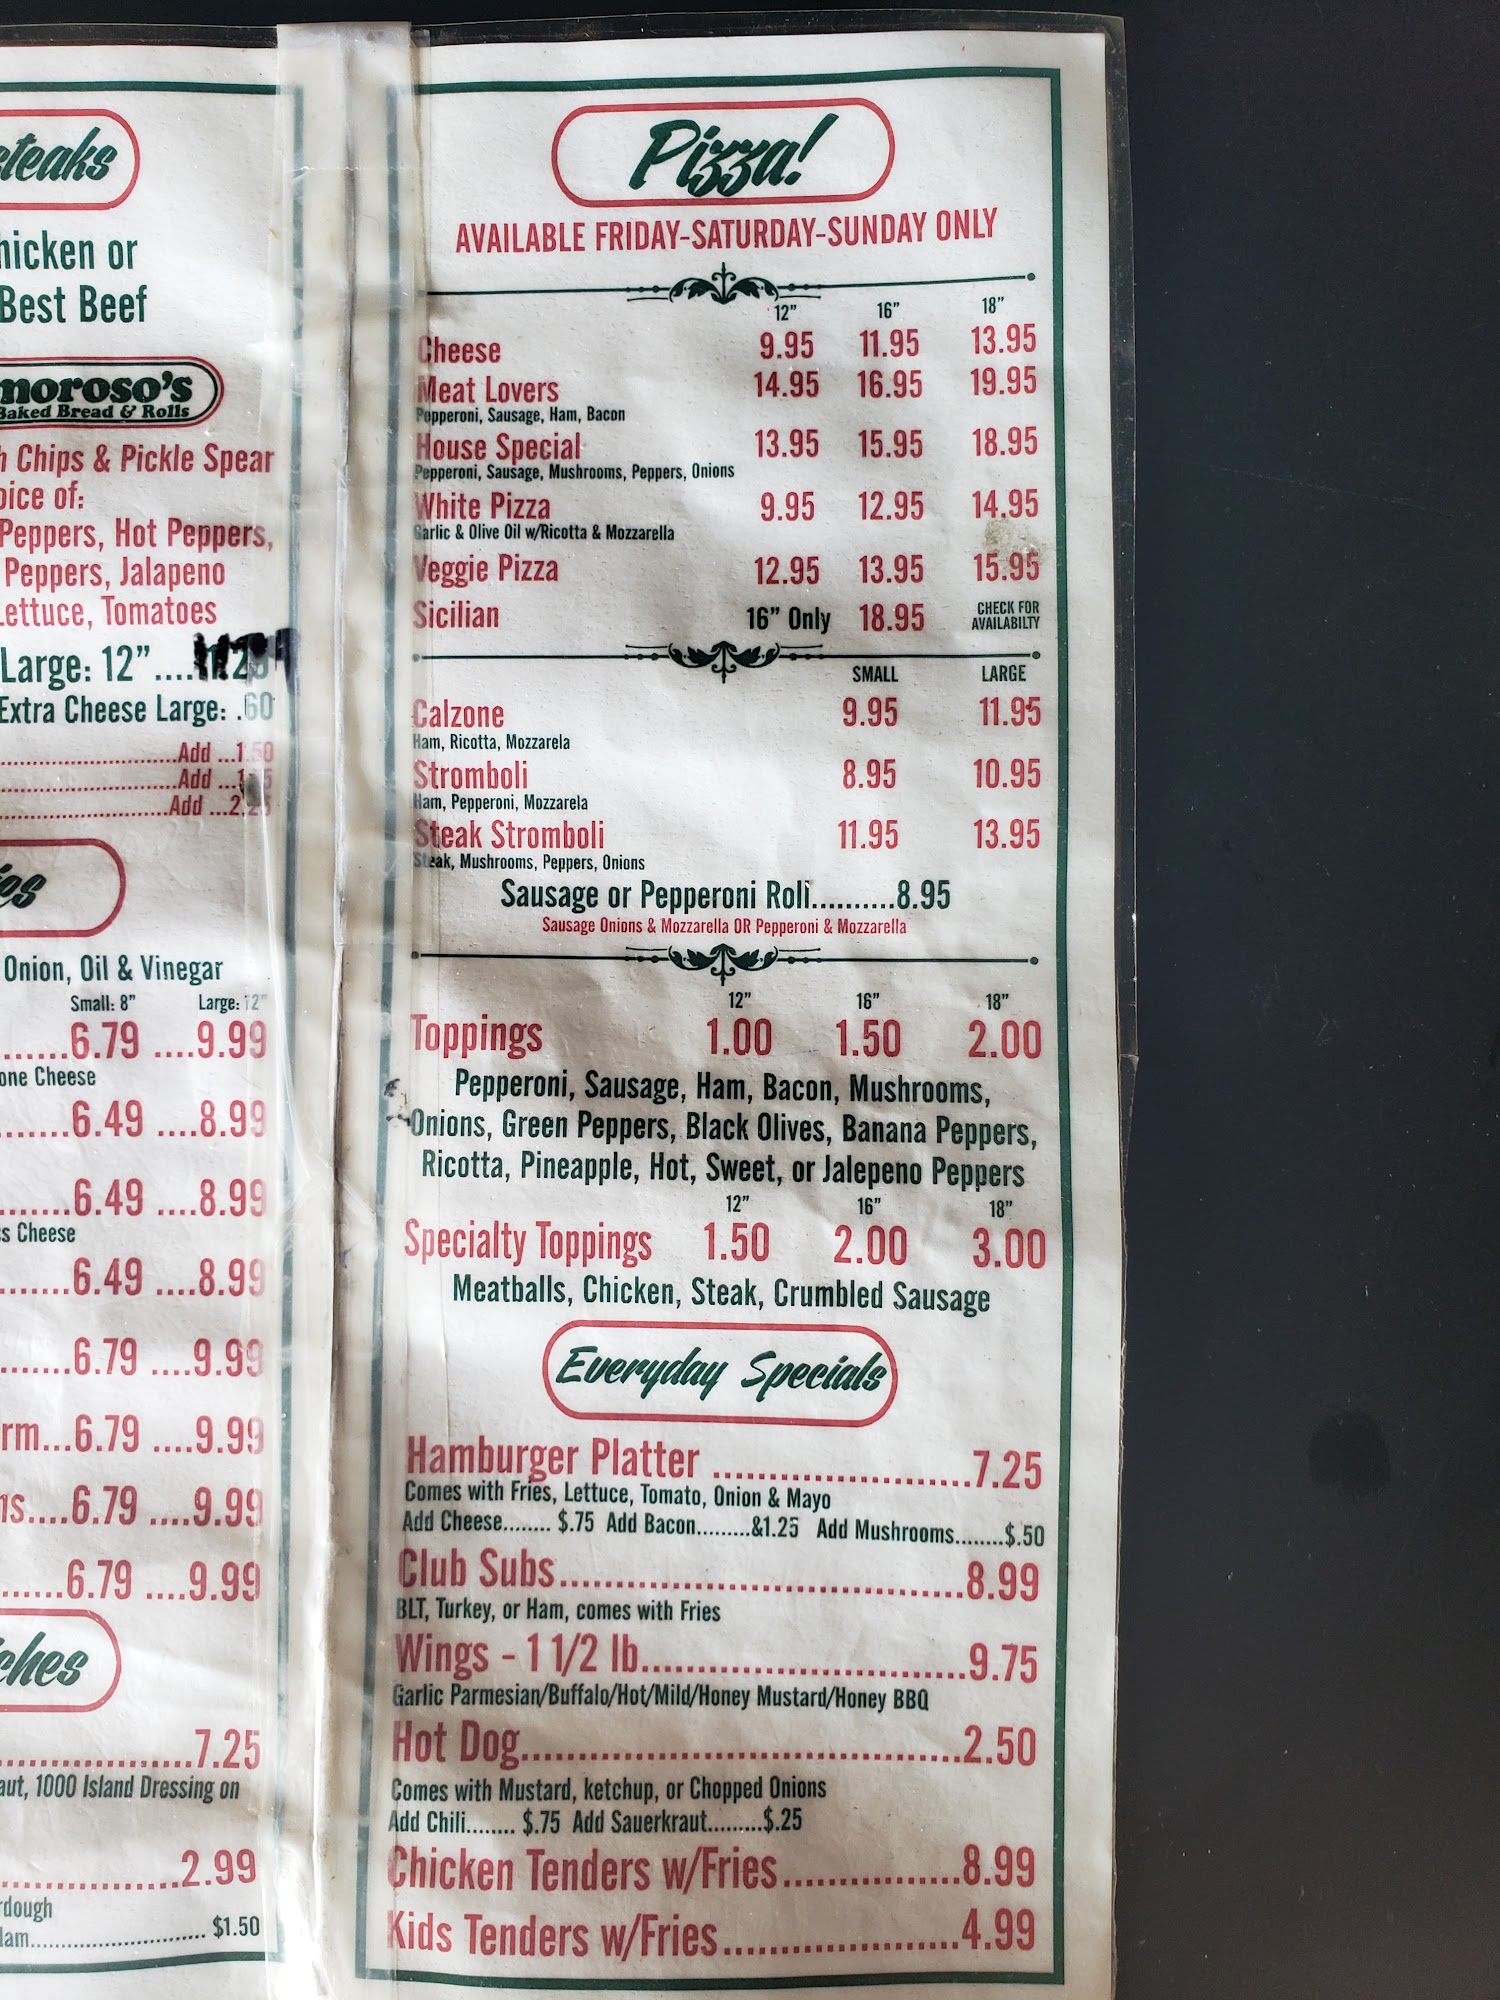 steaks
hicken or
Best Beef
moroso's
Baked Bread & Rolls
h Chips & Pickle Spear
oice of:
Peppers, Hot Peppers,
Peppers, Jalapeno
Lettuce, Tomatoes
Large: 12"....
Extra Cheese Large: .60
Add ...1.50
Add
Add ...2.25
ies
Onion, Oil & Vinegar
Small: 8" Large: 12"
.......6.79 ....9.99
one Cheese
.......6.49 ....8.99
.......6.49 ....8.99
ss Cheese
.......6.49 ....8.99
.......6.79 ....9.99
rm...6.79 ....9.99
ns....6.79 ....9.99
......6.79 ....9.99
ches
..................7.25
aut, 1000 Island Dressing on
..................2.99
rdough
Ham.............................. $1.50
Pizza!
AVAILABLE FRIDAY-SATURDAY-SUNDAY ONLY
12" 16" 18"
Cheese 9.95 11.95 13.95
Meat Lovers 14.95 16.95 19.95
Pepperoni, Sausage, Ham, Bacon
House Special 13.95 15.95 18.95
Pepperoni, Sausage, Mushrooms, Peppers, Onions
White Pizza 9.95 12.95 14.95
Garlic & Olive Oil w/Ricotta & Mozzarella
Veggie Pizza 12.95 13.95 15.95
Sicilian 16" Only 18.95 CHECK FOR
AVAILABILTY
SMALL LARGE
Calzone 9.95 11.95
Ham, Ricotta, Mozzarela
Stromboli 8.95 10.95
Ham, Pepperoni, Mozzarela
Steak Stromboli 11.95 13.95
Steak, Mushrooms, Peppers, Onions
Sausage or Pepperoni Roll..........8.95
Sausage Onions & Mozzarella OR Pepperoni & Mozzarella
12" 16" 18"
Toppings 1.00 1.50 2.00
Pepperoni, Sausage, Ham, Bacon, Mushrooms,
Onions, Green Peppers, Black Olives, Banana Peppers,
Ricotta, Pineapple, Hot, Sweet, or Jalepeno Peppers
12" 16" 18"
Specialty Toppings 1.50 2.00 3.00
Meatballs, Chicken, Steak, Crumbled Sausage
Everyday Specials
Hamburger Platter ........................7.25
Comes with Fries, Lettuce, Tomato, Onion & Mayo
Add Cheese........ $.75 Add Bacon.........&1.25 Add Mushrooms........$.50
Club Subs.....................................8.99
BLT, Turkey, or Ham, comes with Fries
Wings - 1 1/2 lb..............................9.75
Garlic Parmesian/Buffalo/Hot/Mild/Honey Mustard/Honey BBQ
Hot Dog........................................2.50
Comes with Mustard, ketchup, or Chopped Onions
Add Chili........ $.75 Add Sauerkraut.........$.25
Chicken Tenders w/Fries................8.99
Kids Tenders w/Fries......................4.99